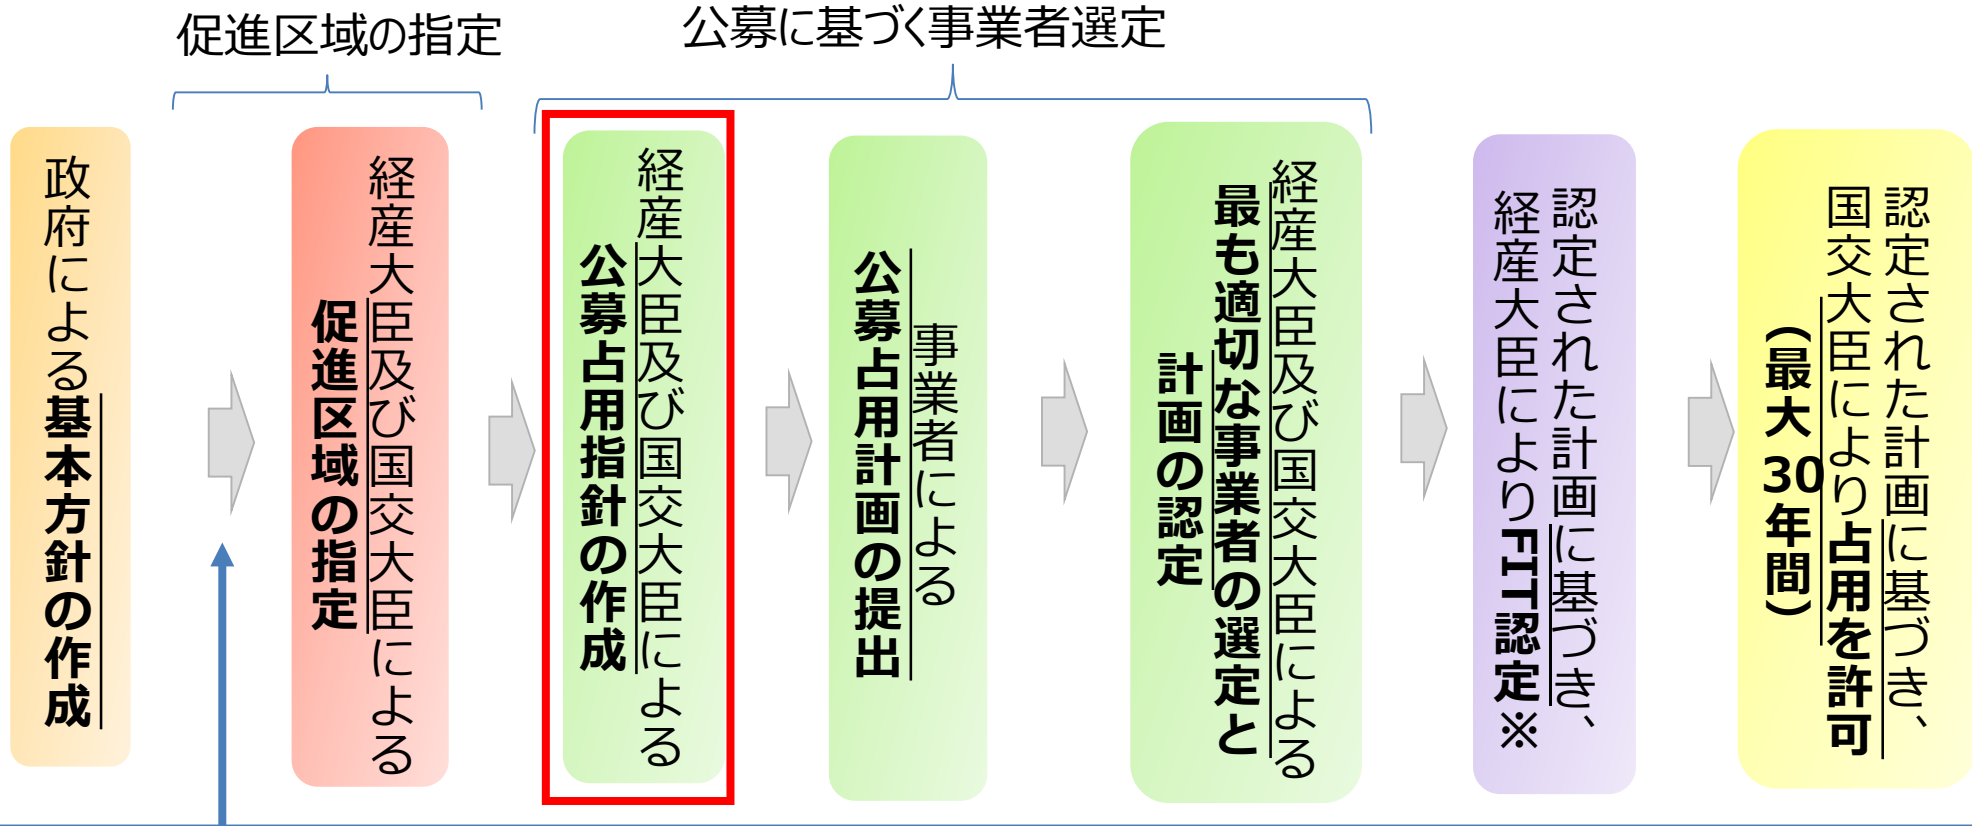 促進区域の指定
公募に基づく事業者選定
政府による基本方針の作成
経産大臣及び国交大臣による
促進区域の指定
経産大臣及び国交大臣による
公募占用指針の作成
事業者による
公募占用計画の提出
経産大臣及び国交大臣による
最も適切な事業者の選定と
計画の認定
認定された計画に基づき、
経産大臣によりFIT認定※
認定された計画に基づき、
国交大臣により占用を許可
（最大30年間）